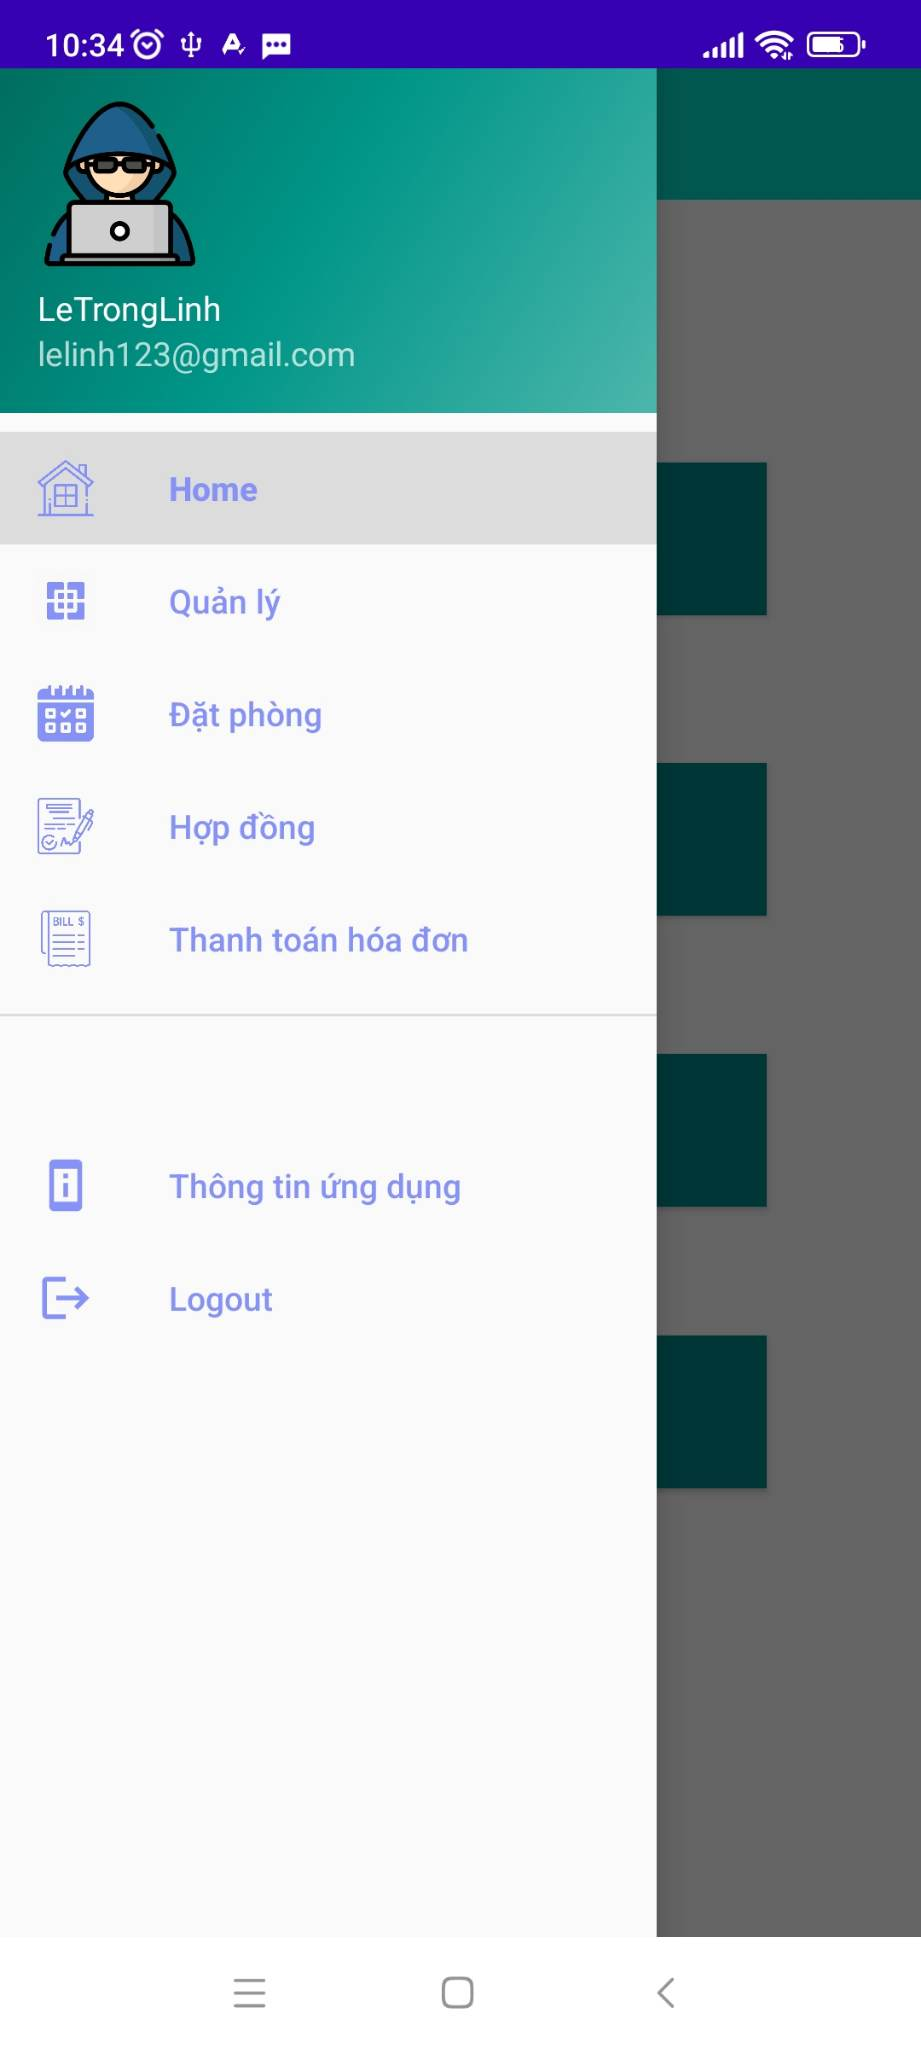 10:34
LeTrongLinh
lelinh123@gmail.com
Home
Quản lý
Đặt phòng
Hợp đồng
BILL $
Thanh toán hóa đơn
Thông tin ứng dụng
Logout